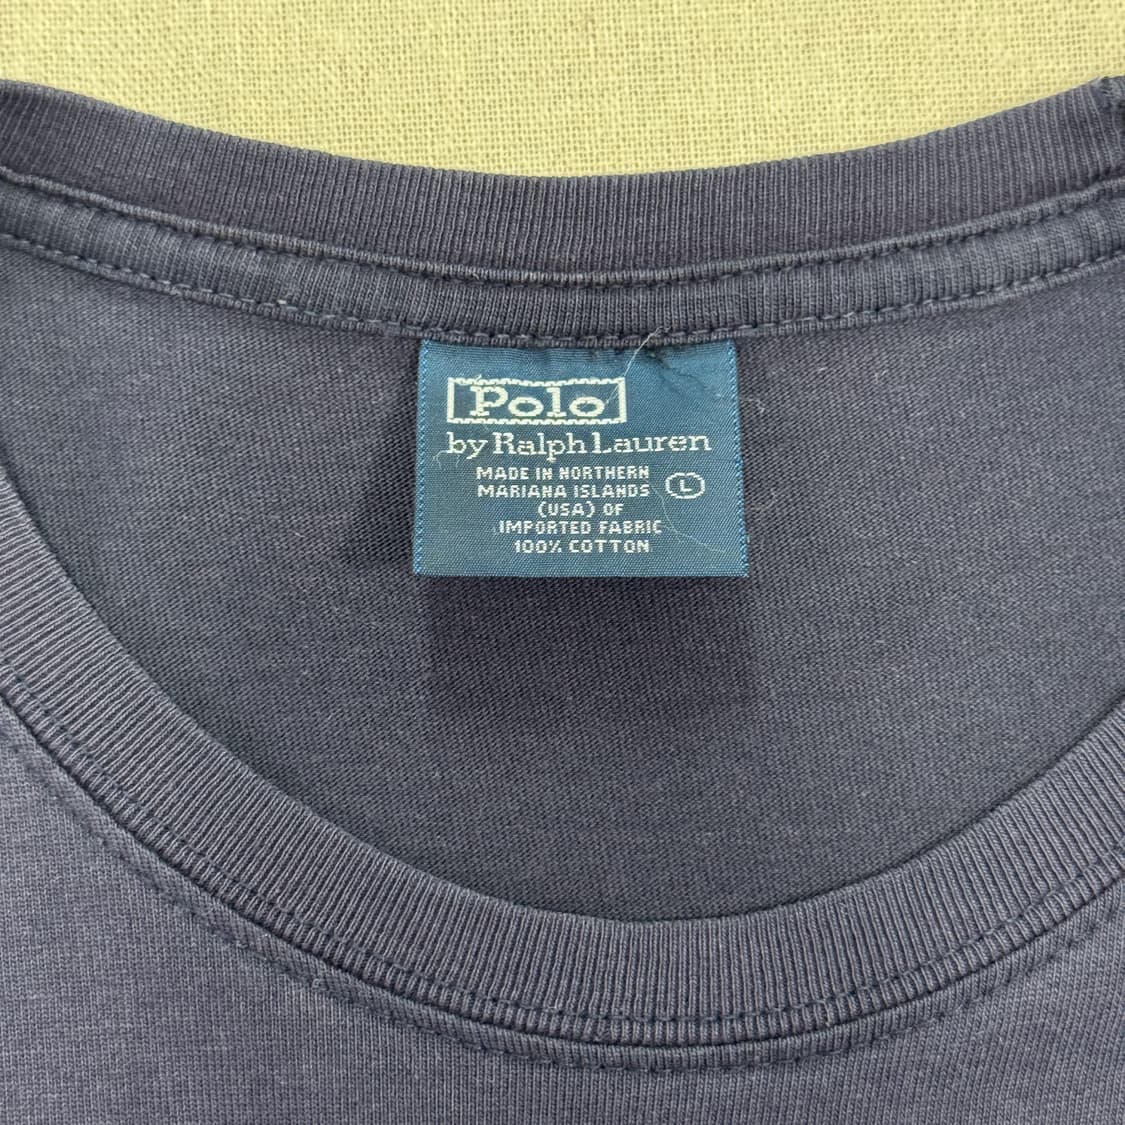 Polo
by Ralph Lauren
MADE IN NORTHERN
MARIANA ISLANDS
(USA) OF
IMPORTED FABRIC
100% COTTON
L